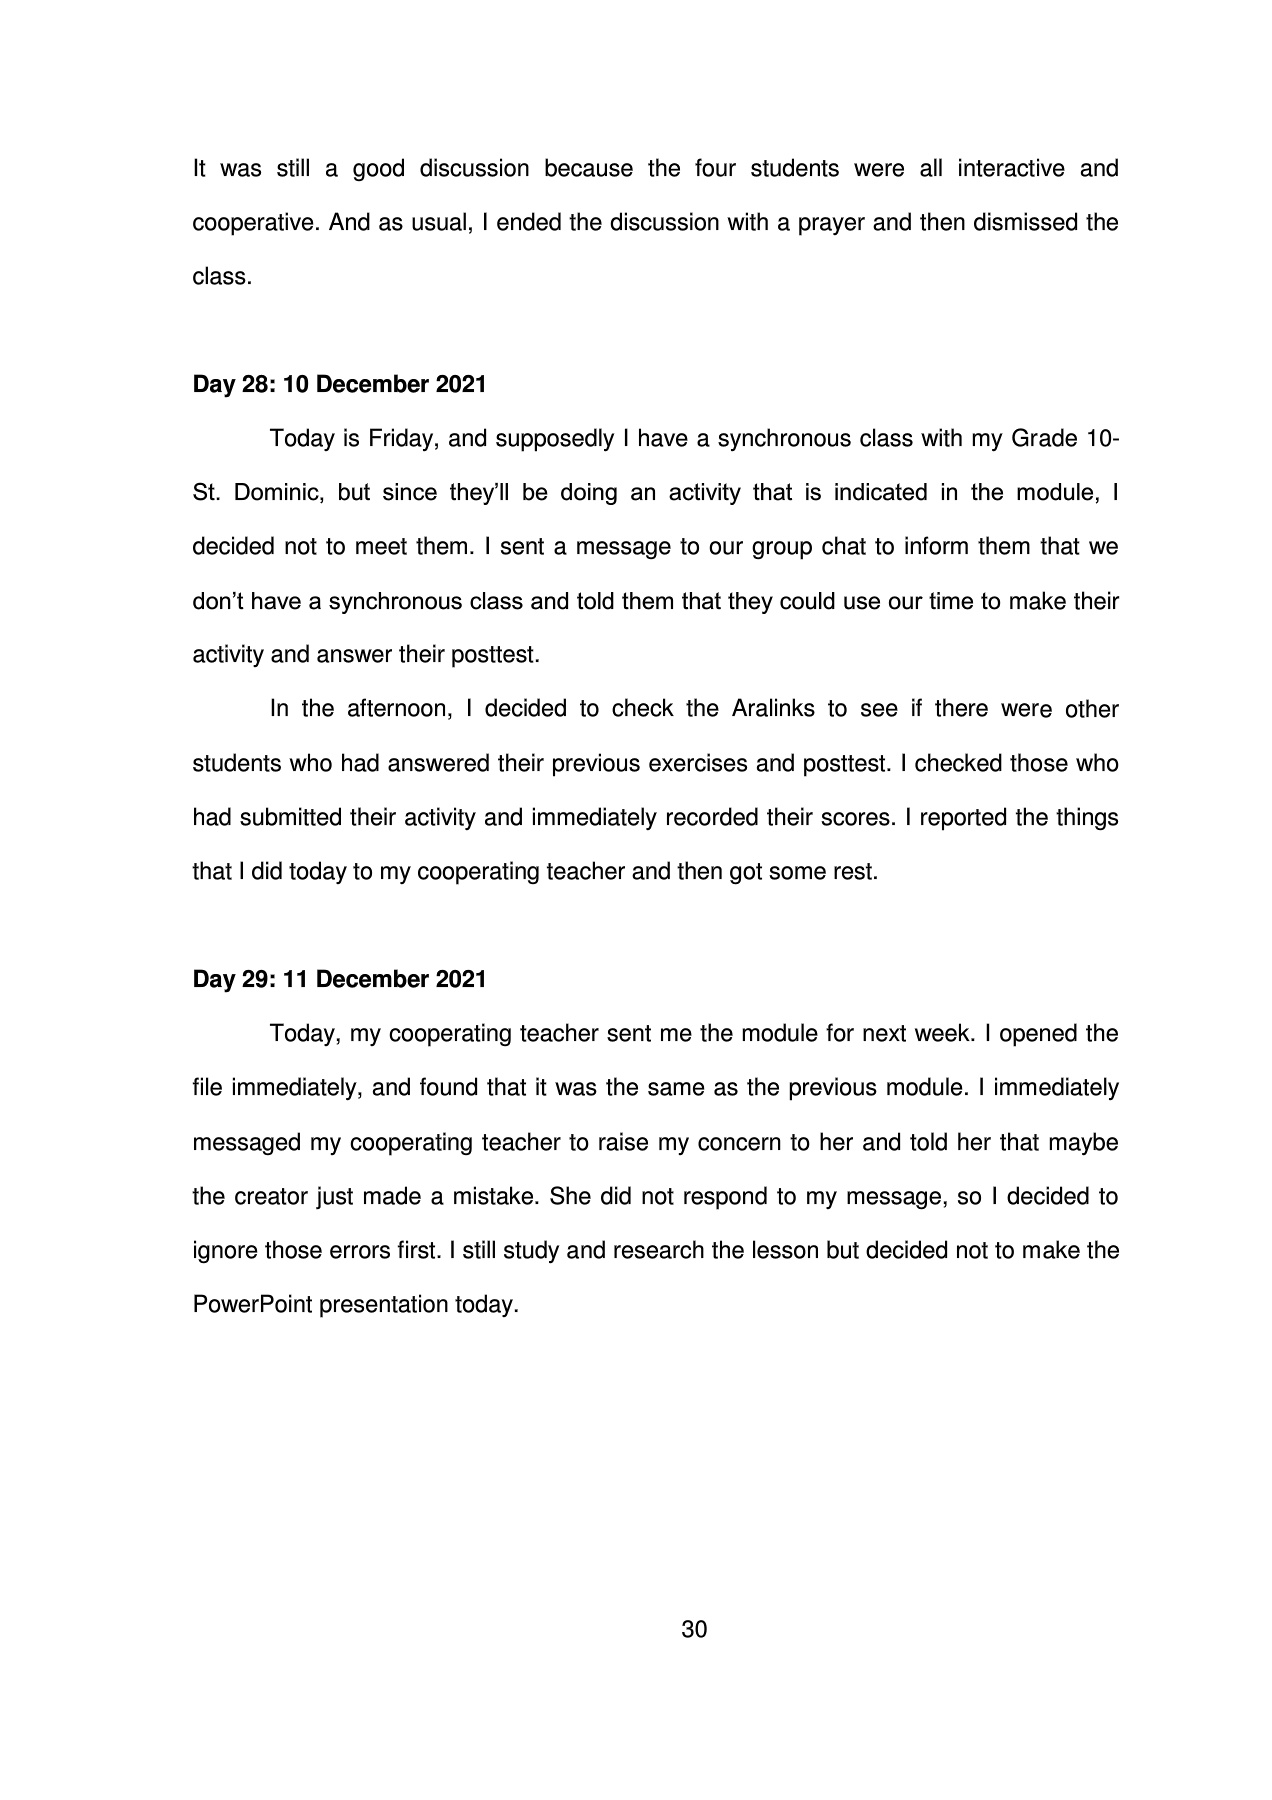 It was still a good discussion because the four students were all interactive and
cooperative. And as usual, I ended the discussion with a prayer and then dismissed the
class.
Day 28: 10 December 2021
Today is Friday, and supposedly I have a synchronous class with my Grade 10-
St. Dominic, but since they’ll be doing an activity that is indicated in the module, I
decided not to meet them. I sent a message to our group chat to inform them that we
don’t have a synchronous class and told them that they could use our time to make their
activity and answer their posttest.
In the afternoon, I decided to check the Aralinks to see if there were other
students who had answered their previous exercises and posttest. I checked those who
had submitted their activity and immediately recorded their scores. I reported the things
that I did today to my cooperating teacher and then got some rest.
Day 29: 11 December 2021
Today, my cooperating teacher sent me the module for next week. I opened the
file immediately, and found that it was the same as the previous module. I immediately
messaged my cooperating teacher to raise my concern to her and told her that maybe
the creator just made a mistake. She did not respond to my message, so I decided to
ignore those errors first. I still study and research the lesson but decided not to make the
PowerPoint presentation today.
30